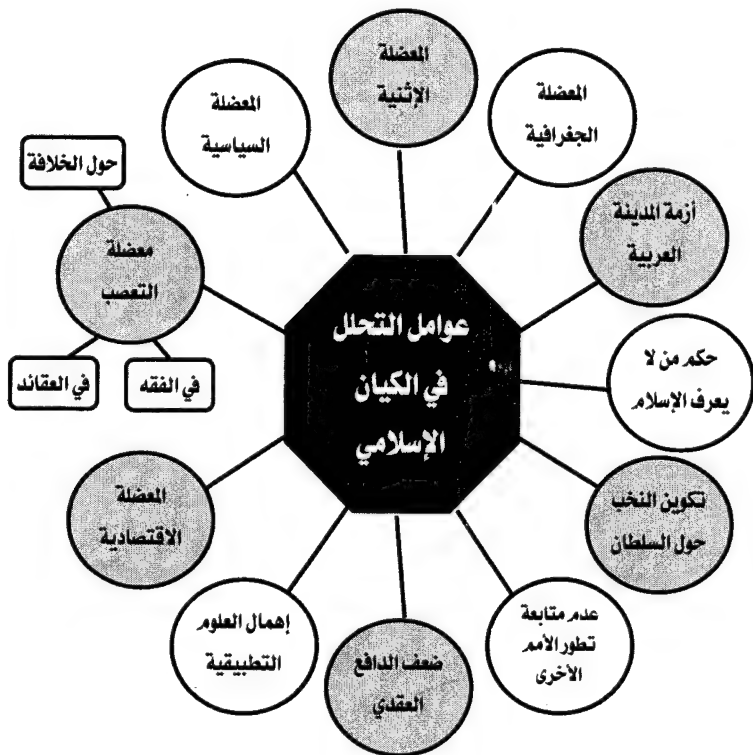 عوامل التحلل
في الكيان
الإسلامي
المعضلة
الإثنية
المعضلة
الجغرافية
أزمة المدينة
العربية
حكم من لا
يعرف الإسلام
تكوين النخب
حول السلطان
عدم متابعة
تطور الأمم
الأخرى
ضعف الدافع
العقدي
إهمال العلوم
التطبيقية
المعضلة
الاقتصادية
معضلة
التعصب
حول الخلافة
في الفقه
في العقائد
المعضلة
السياسية